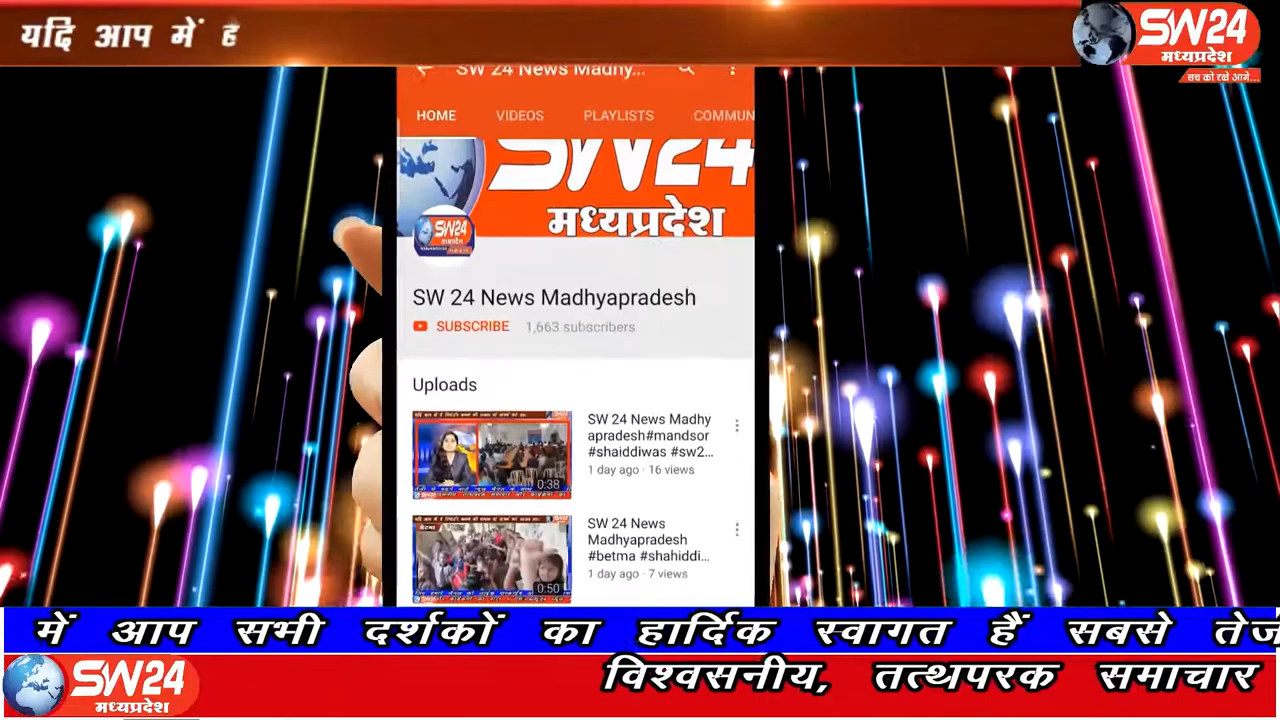 यदि आप में ह
SW24
मध्यप्रदेश
सच को रखे आगे...
SW 24 News Madhy...
HOME VIDEOS PLAYLISTS COMMUN
SW24
मध्यप्रदेश
SW24
SW 24 News Madhyapradesh
SUBSCRIBE 1,663 subscribers
Uploads
SW 24 News Madhy
apradesh#mandsor
#shaiddiwas #sw2...
1 day ago · 16 views
0:38
SW 24 News
Madhyapradesh
#betma #shahiddi...
1 day ago · 7 views
0:50
में आप सभी दर्शकों का हार्दिक स्वागत हैं सबसे तेज
SW24
मध्यप्रदेश
विश्वसनीय, तत्थपरक समाचार